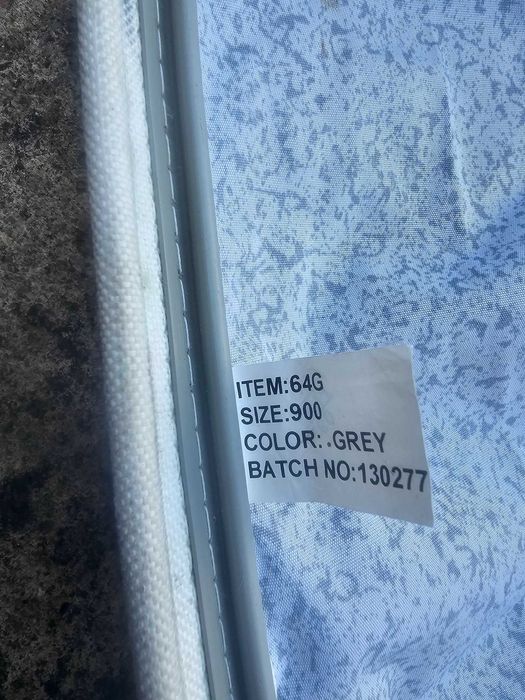 ITEM:64G
SIZE:900
COLOR:.GREY
BATCH NO:130277